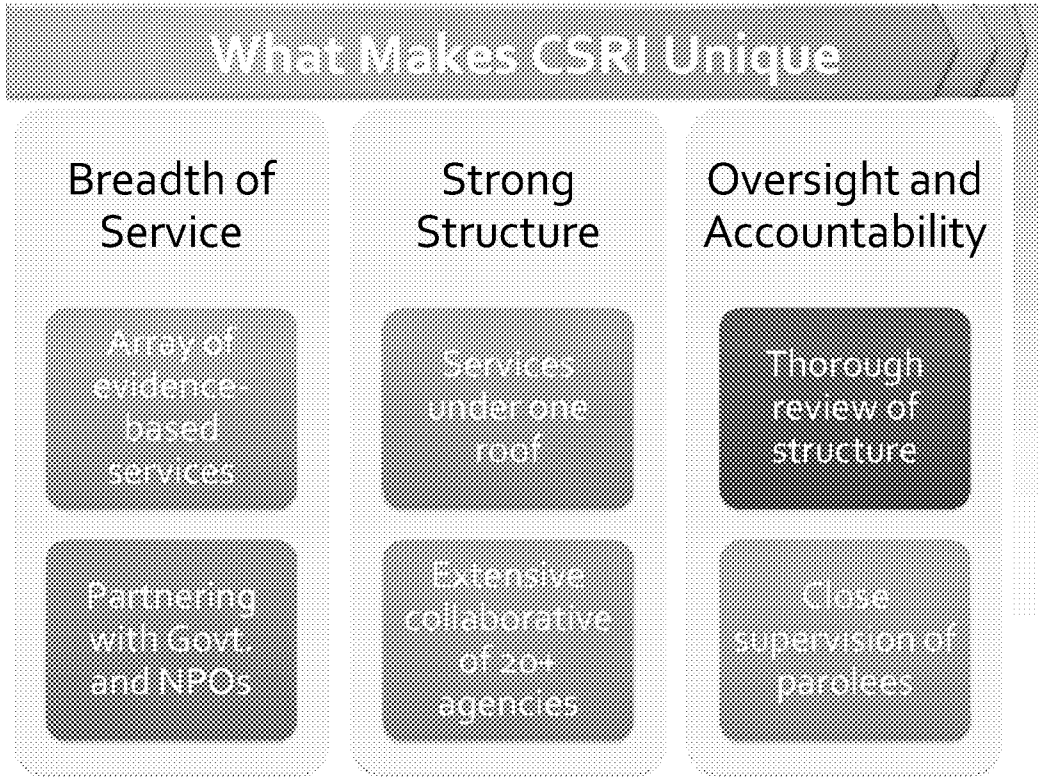 What Makes CSRI Unique
Breadth of
Service
Array of
evidence-
based
services
Partnering
with Govt.
and NPOs
Strong
Structure
Services
under one
roof
Extensive
collaborative
of 20+
agencies
Oversight and
Accountability
Thorough
review of
structure
Close
supervision of
parolees